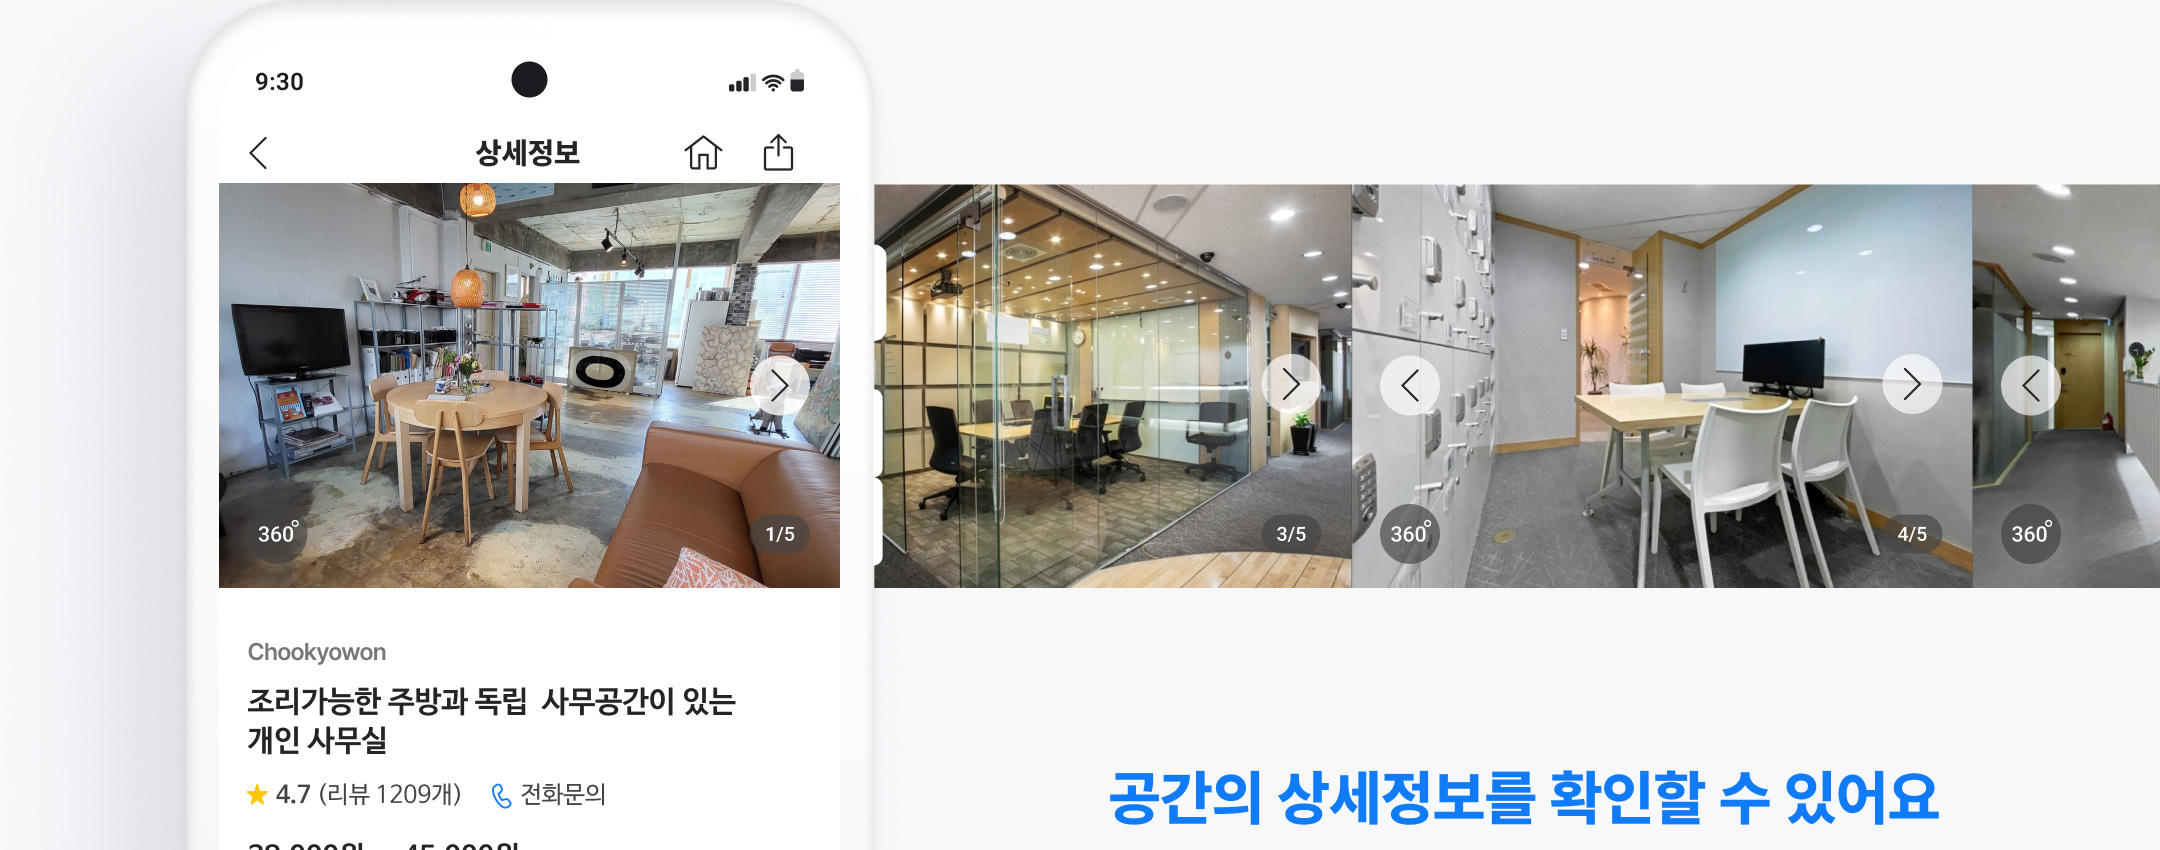 9:30
상세정보
360°
1/5
3/5
360°
4/5
360°
Chookyowon
조리가능한 주방과 독립 사무공간이 있는
개인 사무실
4.7 (리뷰 1209개) 전화문의
공간의 상세정보를 확인할 수 있어요